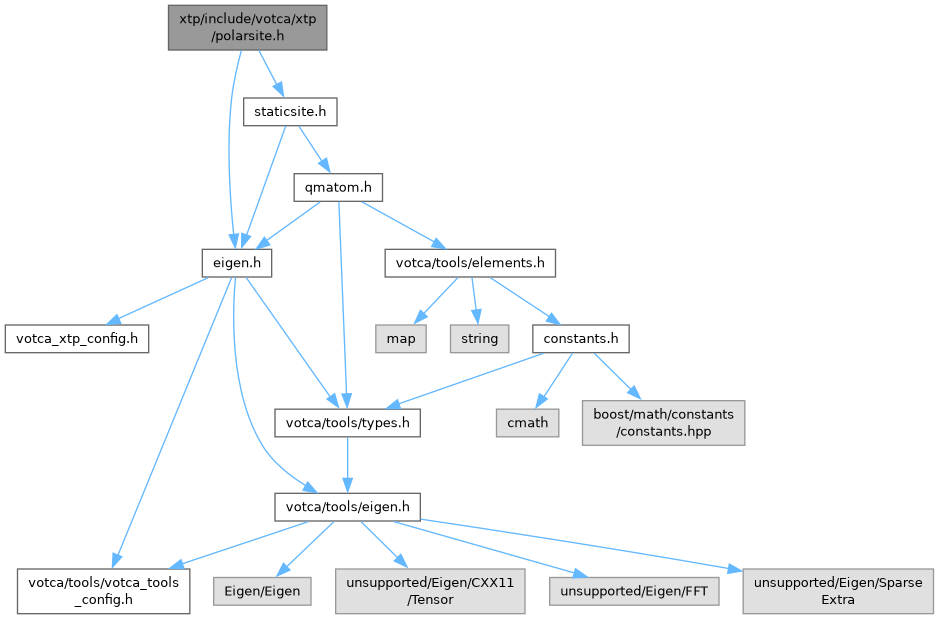 xtp/include/votca/xtp
/polarsite.h
staticsite.h
qmatom.h
eigen.h
votca/tools/elements.h
votca_xtp_config.h
map
string
constants.h
votca/tools/types.h
cmath
boost/math/constants
/constants.hpp
votca/tools/eigen.h
votca/tools/votca_tools
_config.h
Eigen/Eigen
unsupported/Eigen/CXX11
/Tensor
unsupported/Eigen/FFT
unsupported/Eigen/Sparse
Extra